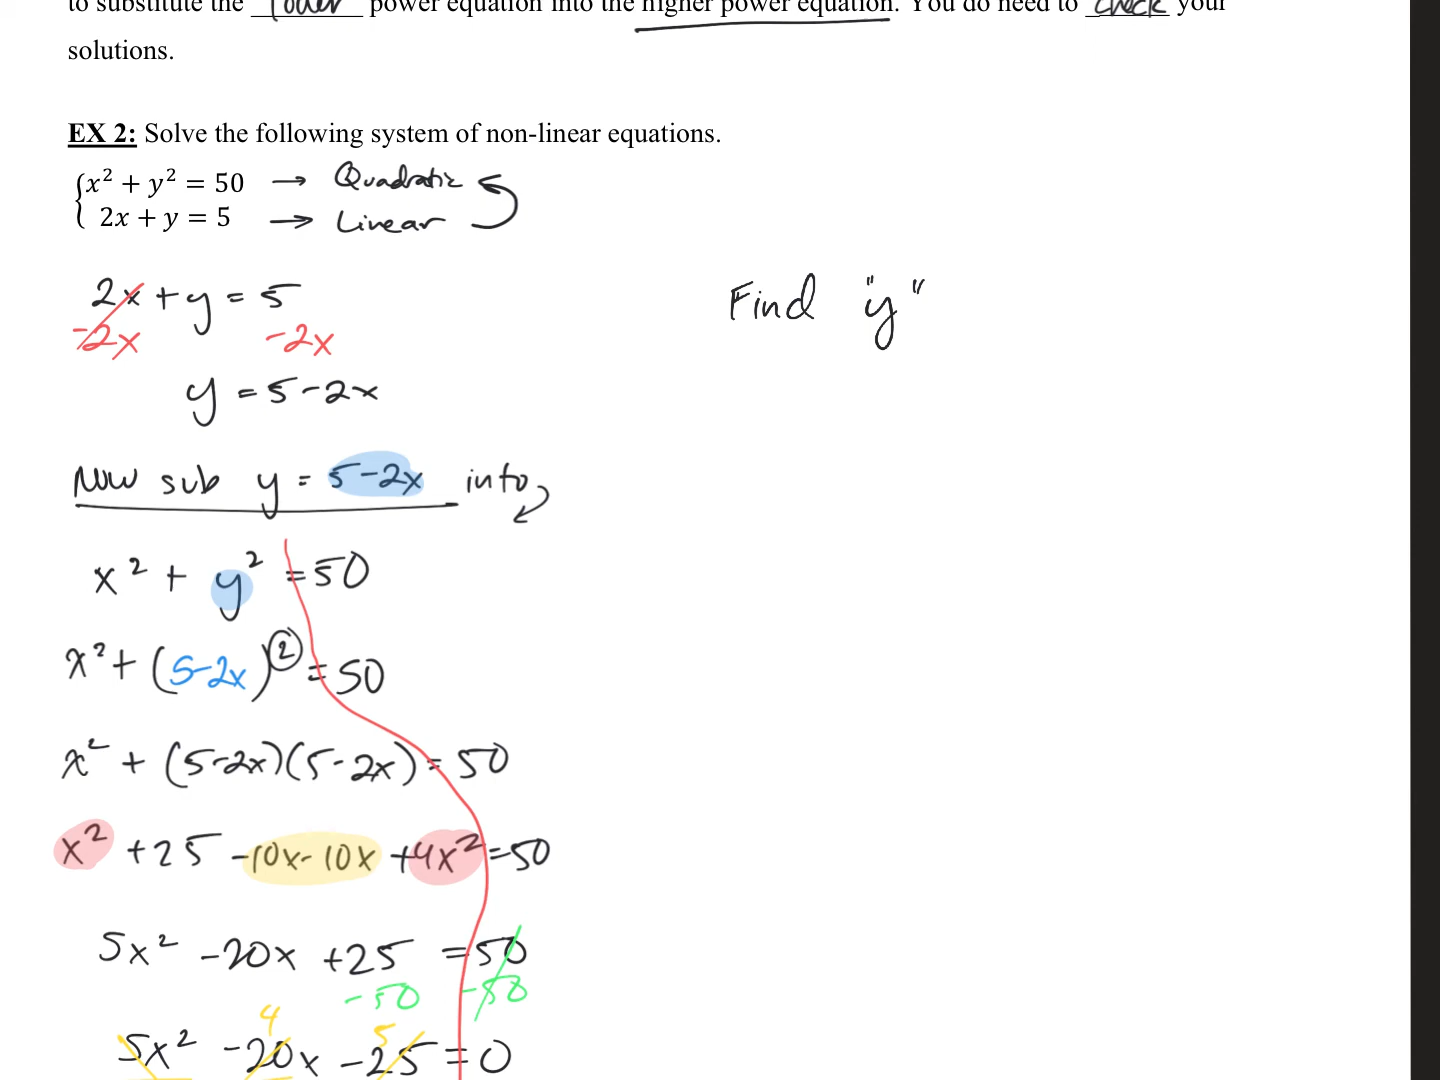 to substitute the lower power equation into the higher power equation. You do need to check your
solutions.
EX 2: Solve the following system of non-linear equations.
x² + y² = 50 → Quadratic
2x + y = 5 → Linear
2x + y = 5
-2x -2x
y = 5 - 2x
Now sub y = 5-2x into
x² + y² = 50
x² + (5-2x)² = 50
x² + (5-2x)(5-2x) = 50
x² + 25 - 10x - 10x + 4x² = 50
5x² - 20x + 25 = 50
-50 -50
4 5
5x² - 20x - 25 = 0
Find "y"